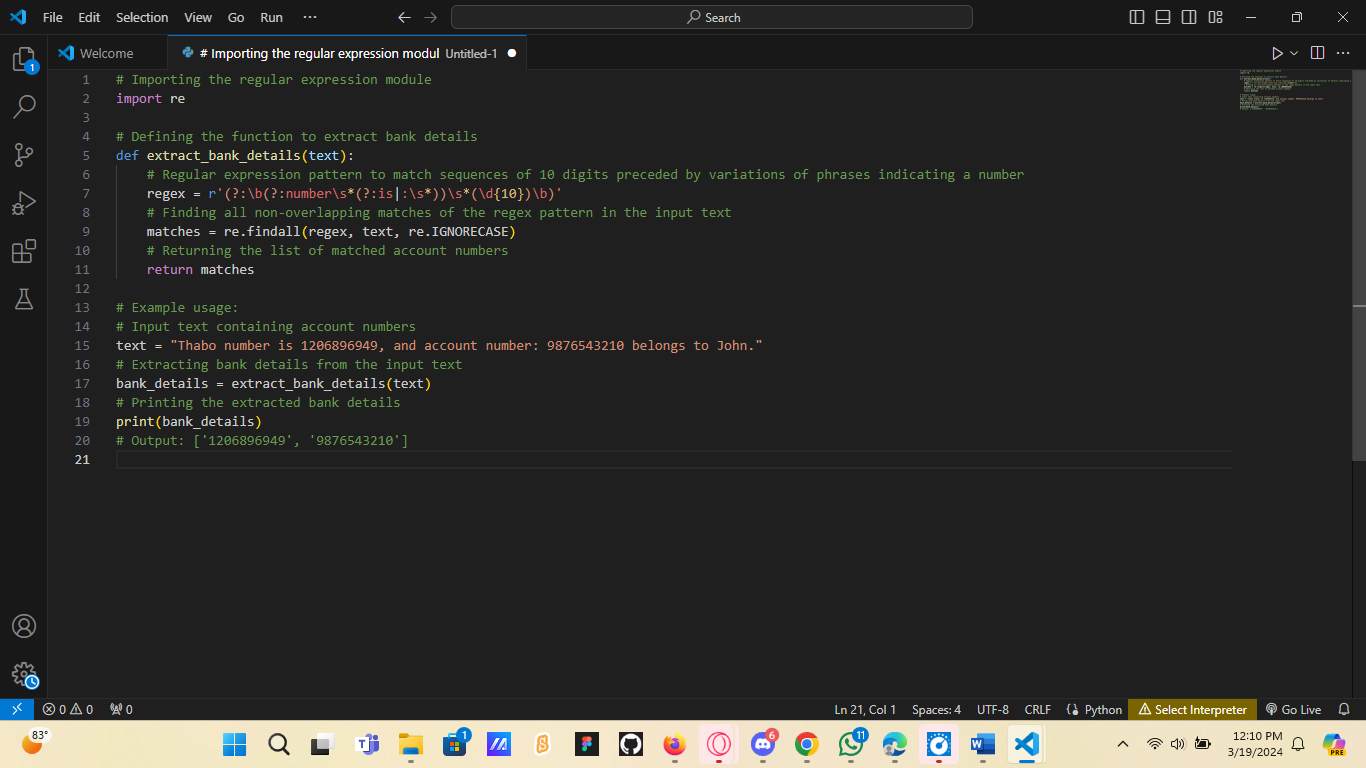 File Edit Selection View Go Run ··· Search
1
Welcome
# Importing the regular expression modul Untitled-1
1 # Importing the regular expression module
2 import re
3
4 # Defining the function to extract bank details
5 def extract_bank_details(text):
6 # Regular expression pattern to match sequences of 10 digits preceded by variations of phrases indicating a number
7 regex = r'(?:\b(?:number\s*(?:is|:\s*))\s*(\d{10})\b)'
8 # Finding all non-overlapping matches of the regex pattern in the input text
9 matches = re.findall(regex, text, re.IGNORECASE)
10 # Returning the list of matched account numbers
11 return matches
12
13 # Example usage:
14 # Input text containing account numbers
15 text = "Thabo number is 1206896949, and account number: 9876543210 belongs to John."
16 # Extracting bank details from the input text
17 bank_details = extract_bank_details(text)
18 # Printing the extracted bank details
19 print(bank_details)
20 # Output: ['1206896949', '9876543210']
21
0 0 0 Ln 21, Col 1 Spaces: 4 UTF-8 CRLF Python Select Interpreter Go Live
83° 1 6 11 W PRE
12:10 PM
3/19/2024